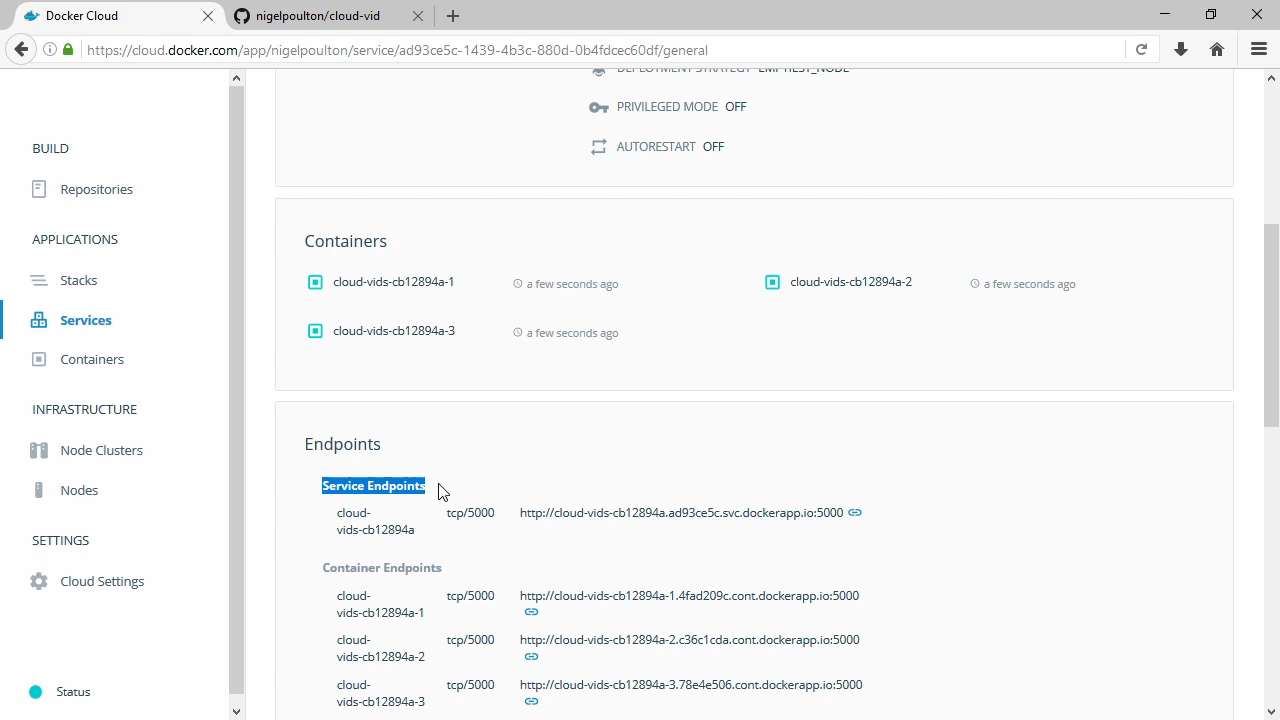 Docker Cloud
nigelpoulton/cloud-vid
https://cloud.docker.com/app/nigelpoulton/service/ad93ce5c-1439-4b3c-880d-0b4fdcec60df/general
BUILD
Repositories
APPLICATIONS
Stacks
Services
Containers
INFRASTRUCTURE
Node Clusters
Nodes
SETTINGS
Cloud Settings
Status
DEPLOYMENT STRATEGY EMPTIEST_NODE
PRIVILEGED MODE OFF
AUTORESTART OFF
Containers
cloud-vids-cb12894a-1 a few seconds ago cloud-vids-cb12894a-2 a few seconds ago
cloud-vids-cb12894a-3 a few seconds ago
Endpoints
Service Endpoints
cloud- tcp/5000 http://cloud-vids-cb12894a.ad93ce5c.svc.dockerapp.io:5000
vids-cb12894a
Container Endpoints
cloud- tcp/5000 http://cloud-vids-cb12894a-1.4fad209c.cont.dockerapp.io:5000
vids-cb12894a-1
cloud- tcp/5000 http://cloud-vids-cb12894a-2.c36c1cda.cont.dockerapp.io:5000
vids-cb12894a-2
cloud- tcp/5000 http://cloud-vids-cb12894a-3.78e4e506.cont.dockerapp.io:5000
vids-cb12894a-3